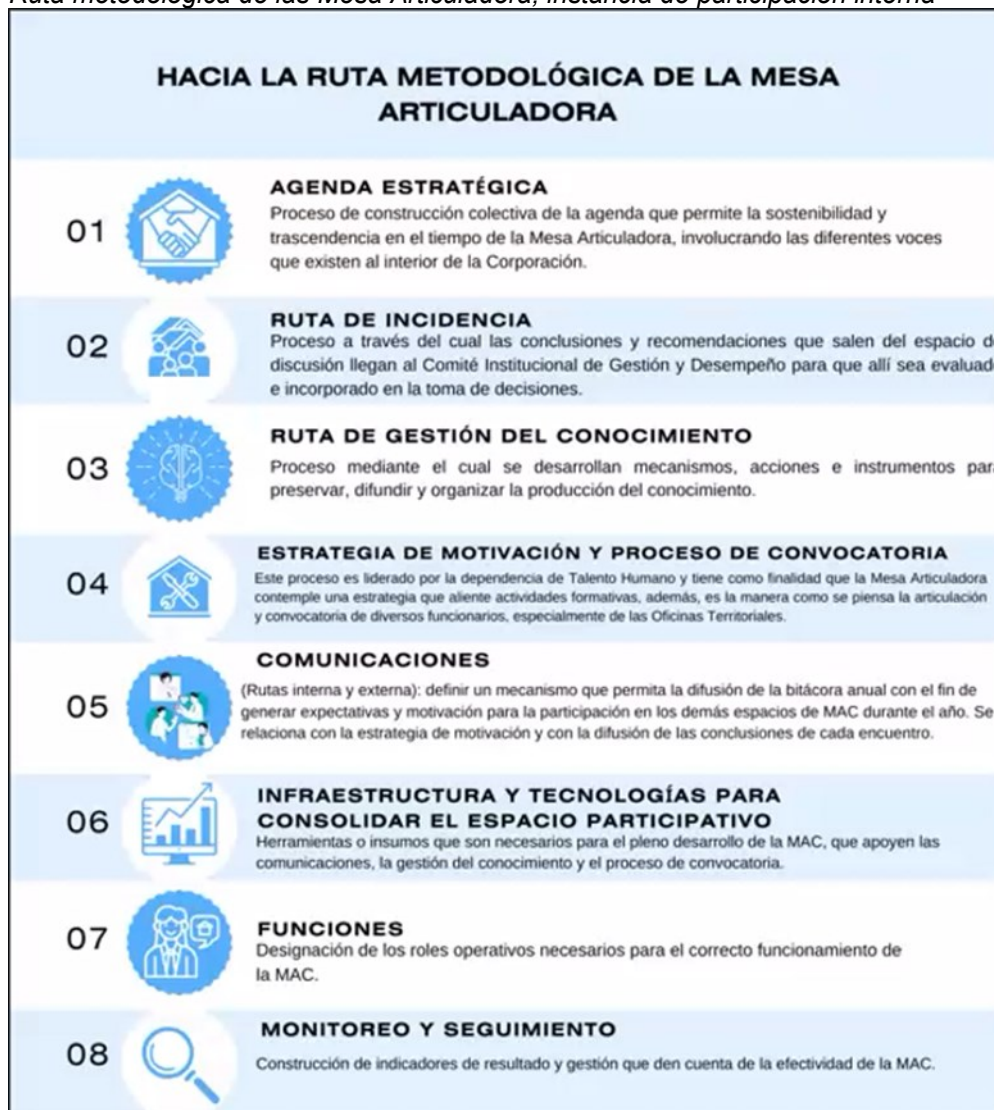 Ruta metodológica de las Mesa Articuladora, instancia de participación interna
HACIA LA RUTA METODOLÓGICA DE LA MESA
ARTICULADORA
01
AGENDA ESTRATÉGICA
Proceso de construcción colectiva de la agenda que permite la sostenibilidad y
trascendencia en el tiempo de la Mesa Articuladora, involucrando las diferentes voces
que existen al interior de la Corporación.
02
RUTA DE INCIDENCIA
Proceso a través del cual las conclusiones y recomendaciones que salen del espacio de
discusión llegan al Comité Institucional de Gestión y Desempeño para que allí sea evaluad
e incorporado en la toma de decisiones.
03
RUTA DE GESTIÓN DEL CONOCIMIENTO
Proceso mediante el cual se desarrollan mecanismos, acciones e instrumentos para
preservar, difundir y organizar la producción del conocimiento.
04
ESTRATEGIA DE MOTIVACIÓN Y PROCESO DE CONVOCATORIA
Este proceso es liderado por la dependencia de Talento Humano y tiene como finalidad que la Mesa Articuladora
contemple una estrategia que aliente actividades formativas, además, es la manera como se piensa la articulación
y convocatoria de diversos funcionarios, especialmente de las Oficinas Territoriales.
05
COMUNICACIONES
(Rutas interna y externa): definir un mecanismo que permita la difusión de la bitácora anual con el fin de
generar expectativas y motivación para la participación en los demás espacios de MAC durante el año. Se
relaciona con la estrategia de motivación y con la difusión de las conclusiones de cada encuentro.
06
INFRAESTRUCTURA Y TECNOLOGÍAS PARA
CONSOLIDAR EL ESPACIO PARTICIPATIVO
Herramientas o insumos que son necesarios para el pleno desarrollo de la MAC, que apoyen las
comunicaciones, la gestión del conocimiento y el proceso de convocatoria.
07
FUNCIONES
Designación de los roles operativos necesarios para el correcto funcionamiento de
la MAC.
08
MONITOREO Y SEGUIMIENTO
Construcción de indicadores de resultado y gestión que den cuenta de la efectividad de la MAC.